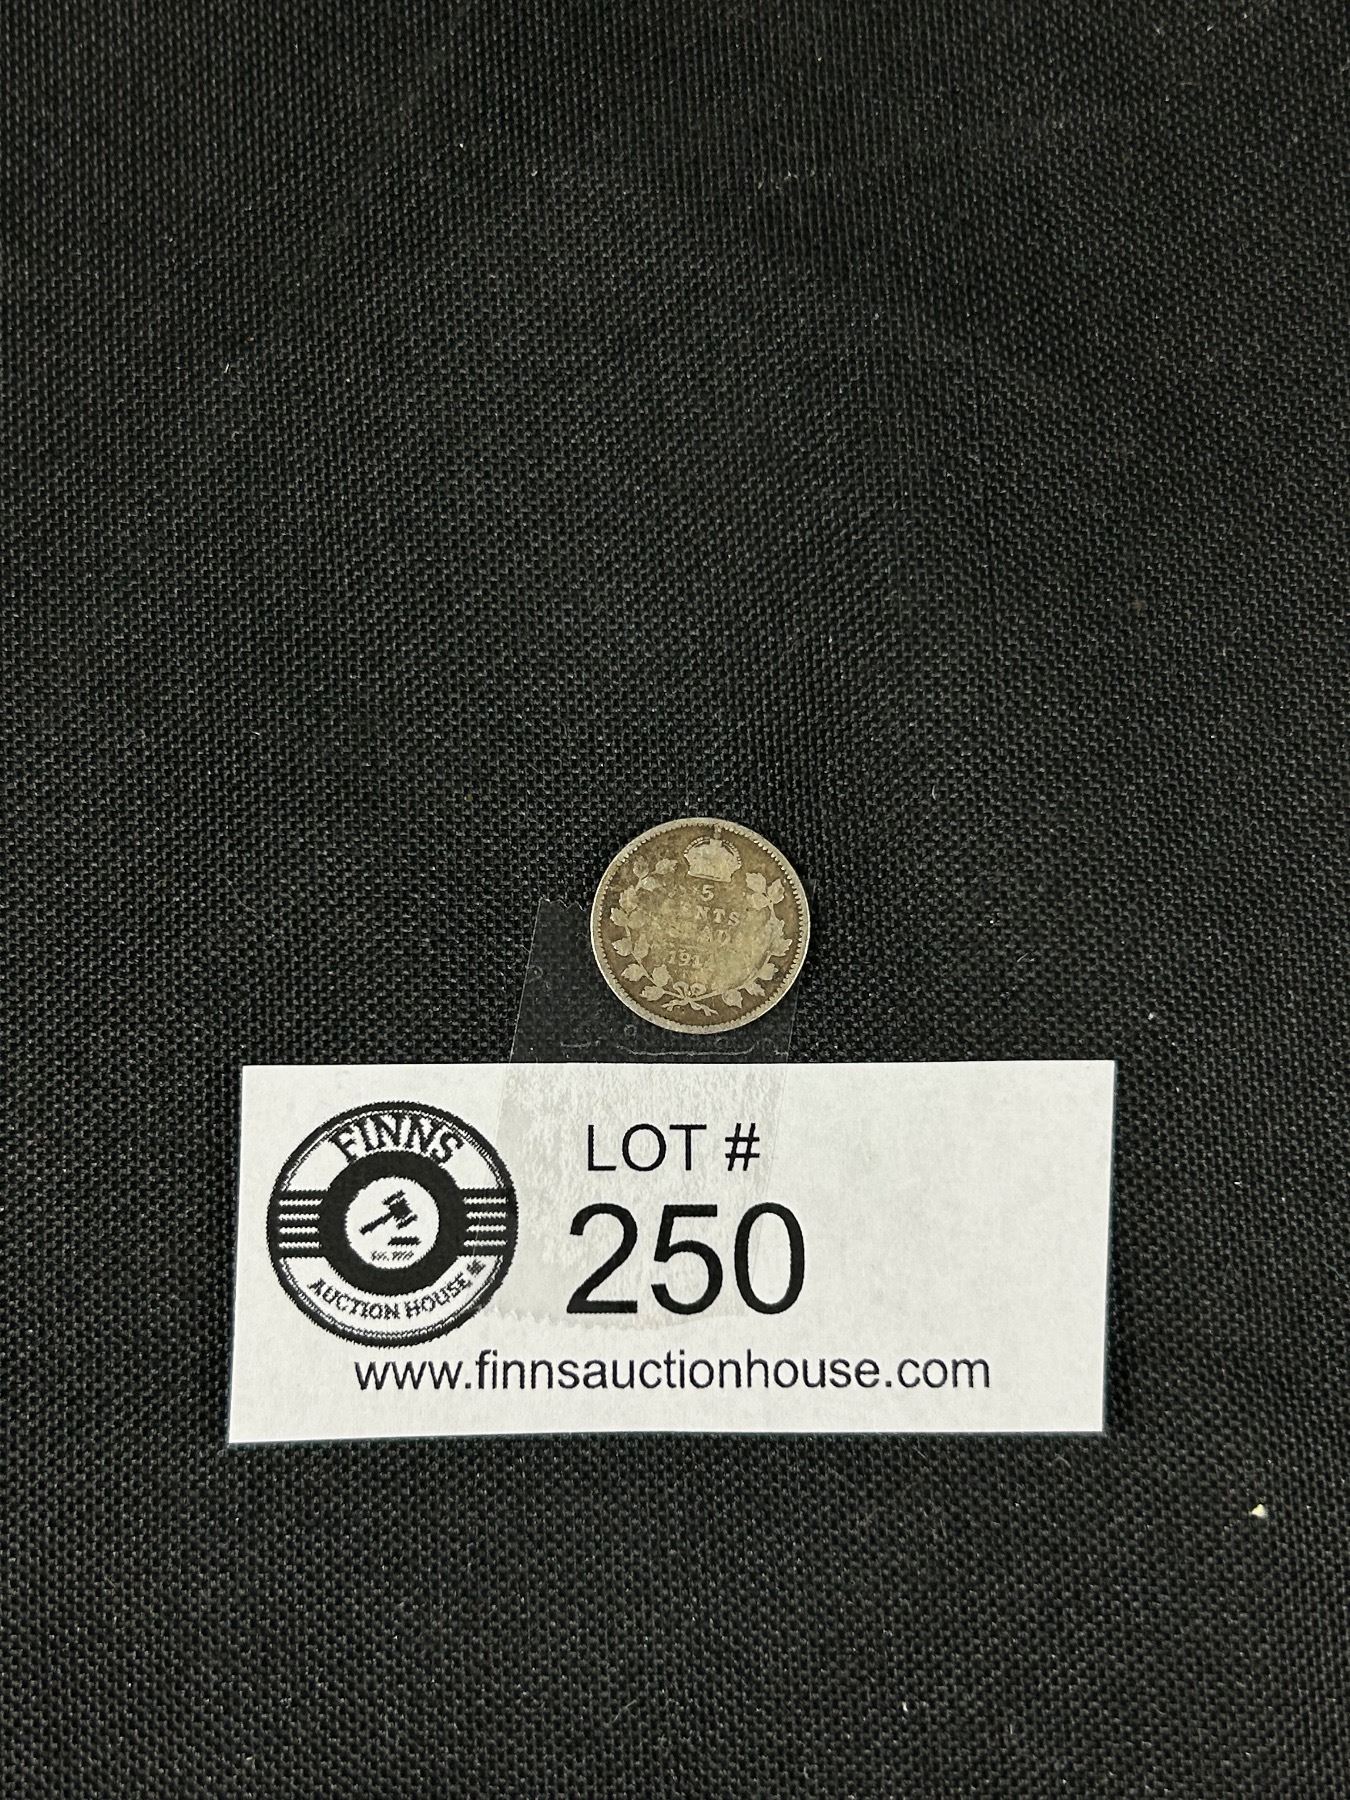 5
CENTS
FINNS
AUCTION HOUSE
LOT #
250
www.finnsauctionhouse.com